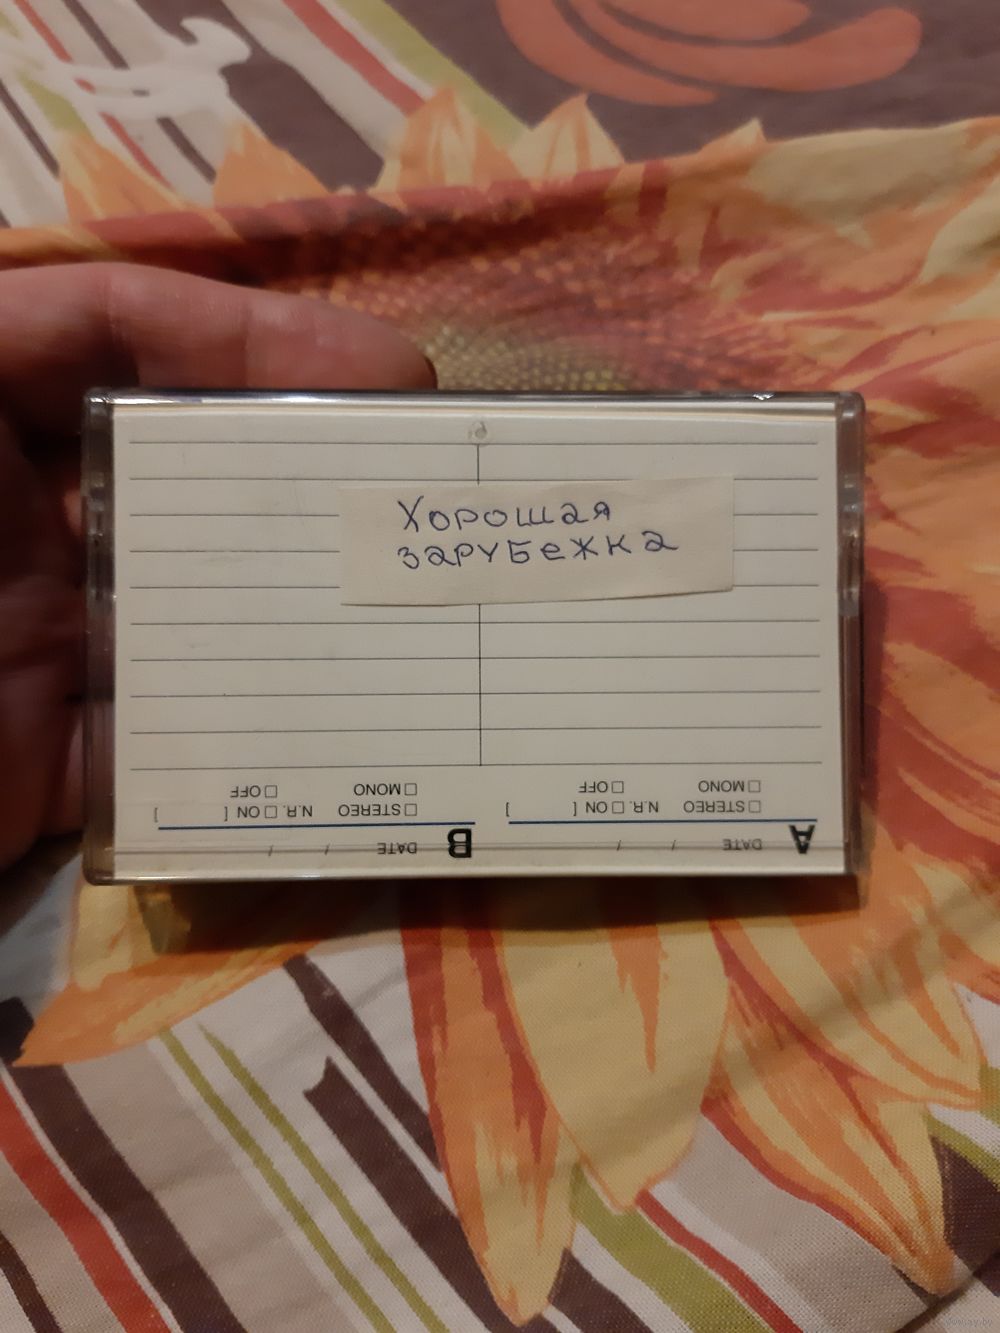 Хорошая
зарубежка
A DATE / /
□ STEREO N.R. □ ON [ ]
□ MONO □ OFF
B DATE / /
□ STEREO N.R. □ ON [ ]
□ MONO □ OFF